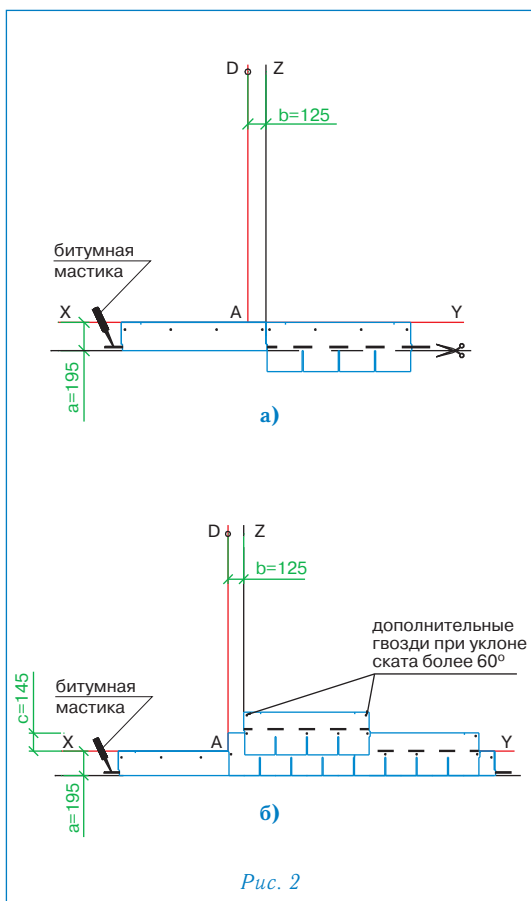 D Z
b=125
битумная
мастика
X A Y
a=195
а)
D Z
b=125
дополнительные
гвозди при уклоне
ската более 60º
битумная
мастика
c=145
X A Y
a=195
б)
Рис. 2